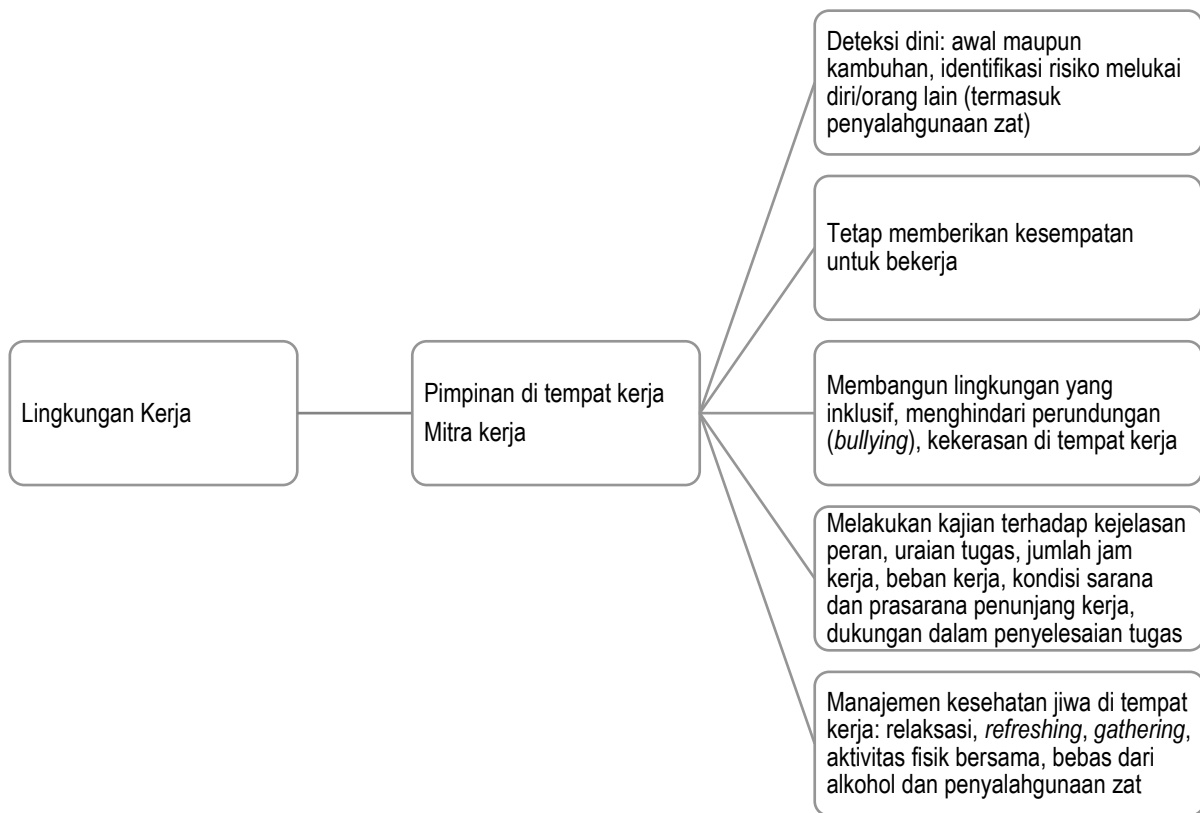 Lingkungan Kerja
Pimpinan di tempat kerja
Mitra kerja
Deteksi dini: awal maupun
kambuhan, identifikasi risiko melukai
diri/orang lain (termasuk
penyalahgunaan zat)
Tetap memberikan kesempatan
untuk bekerja
Membangun lingkungan yang
inklusif, menghindari perundungan
(bullying), kekerasan di tempat kerja
Melakukan kajian terhadap kejelasan
peran, uraian tugas, jumlah jam
kerja, beban kerja, kondisi sarana
dan prasarana penunjang kerja,
dukungan dalam penyelesaian tugas
Manajemen kesehatan jiwa di tempat
kerja: relaksasi, refreshing, gathering,
aktivitas fisik bersama, bebas dari
alkohol dan penyalahgunaan zat